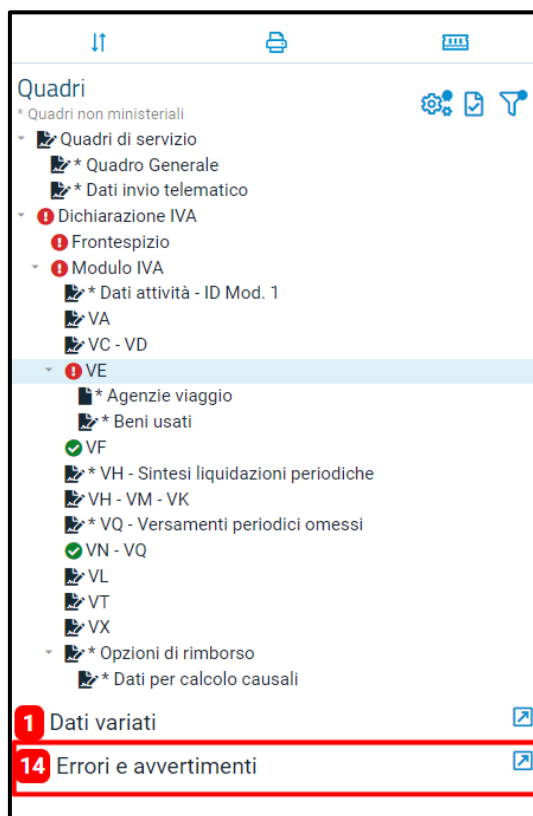 Quadri
* Quadri non ministeriali
Quadri di servizio
* Quadro Generale
* Dati invio telematico
Dichiarazione IVA
Frontespizio
Modulo IVA
* Dati attività - ID Mod. 1
VA
VC - VD
VE
* Agenzie viaggio
* Beni usati
VF
* VH - Sintesi liquidazioni periodiche
VH - VM - VK
* VQ - Versamenti periodici omessi
VN - VQ
VL
VT
VX
* Opzioni di rimborso
* Dati per calcolo causali
1 Dati variati
14 Errori e avvertimenti